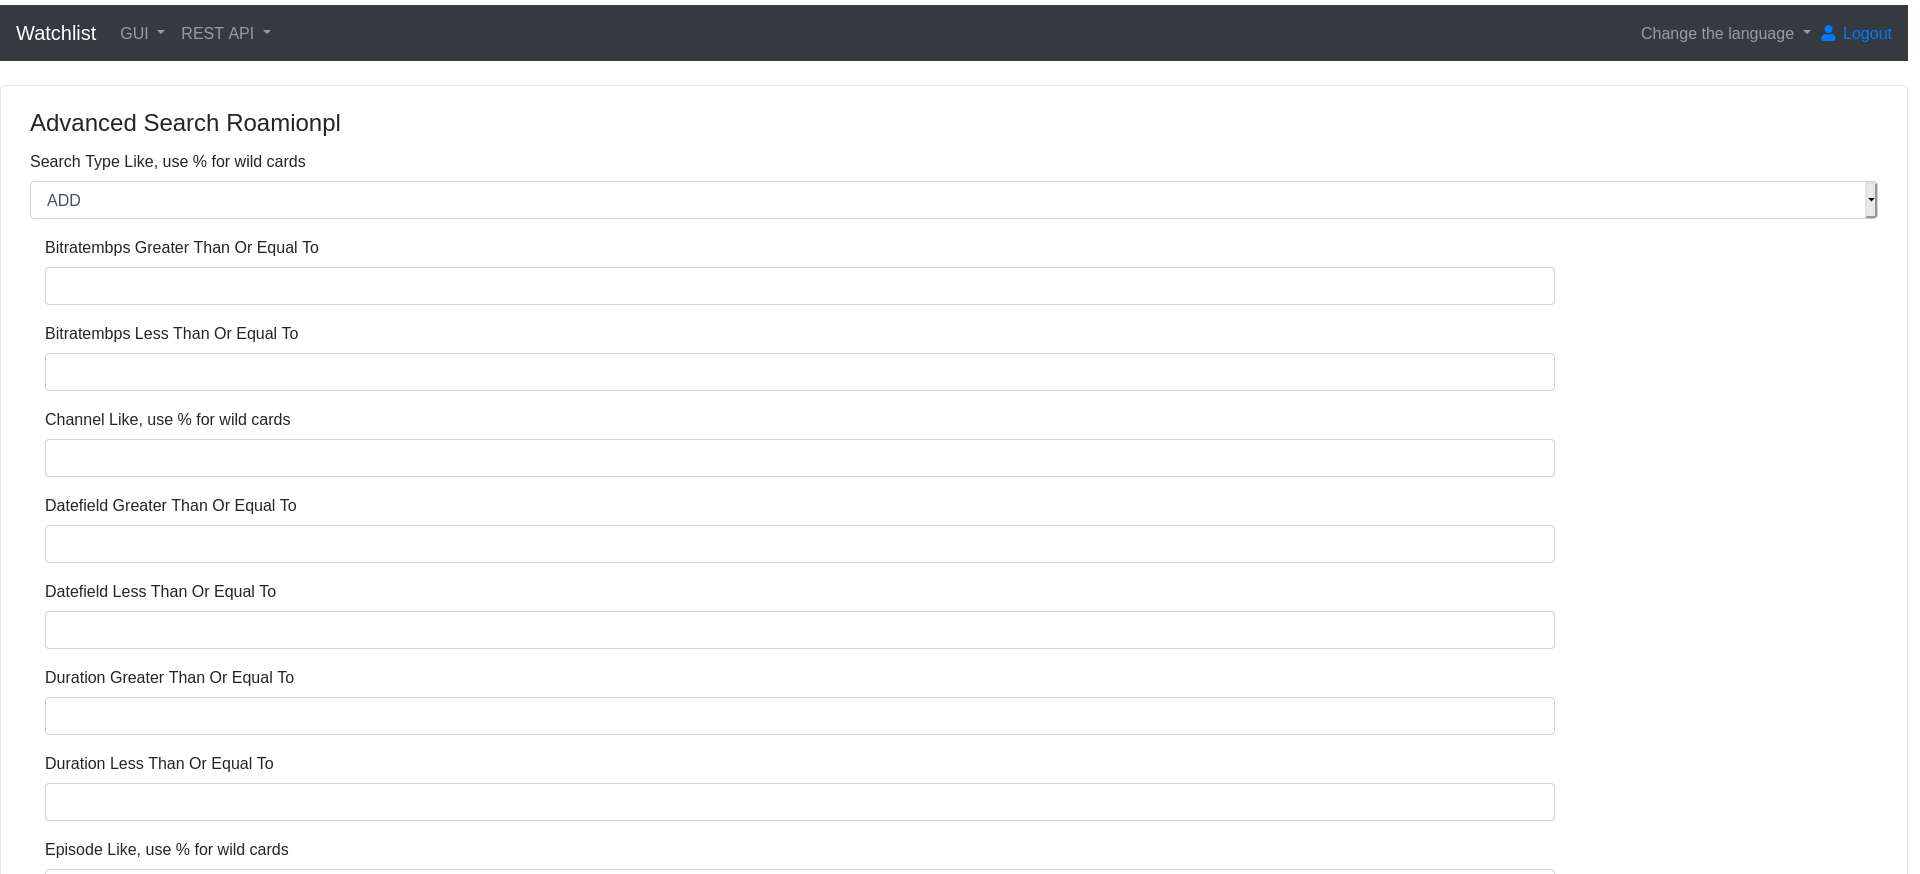 Watchlist GUI REST API Change the language Logout
Advanced Search Roamionpl
Search Type Like, use % for wild cards
ADD
Bitratembps Greater Than Or Equal To
Bitratembps Less Than Or Equal To
Channel Like, use % for wild cards
Datefield Greater Than Or Equal To
Datefield Less Than Or Equal To
Duration Greater Than Or Equal To
Duration Less Than Or Equal To
Episode Like, use % for wild cards